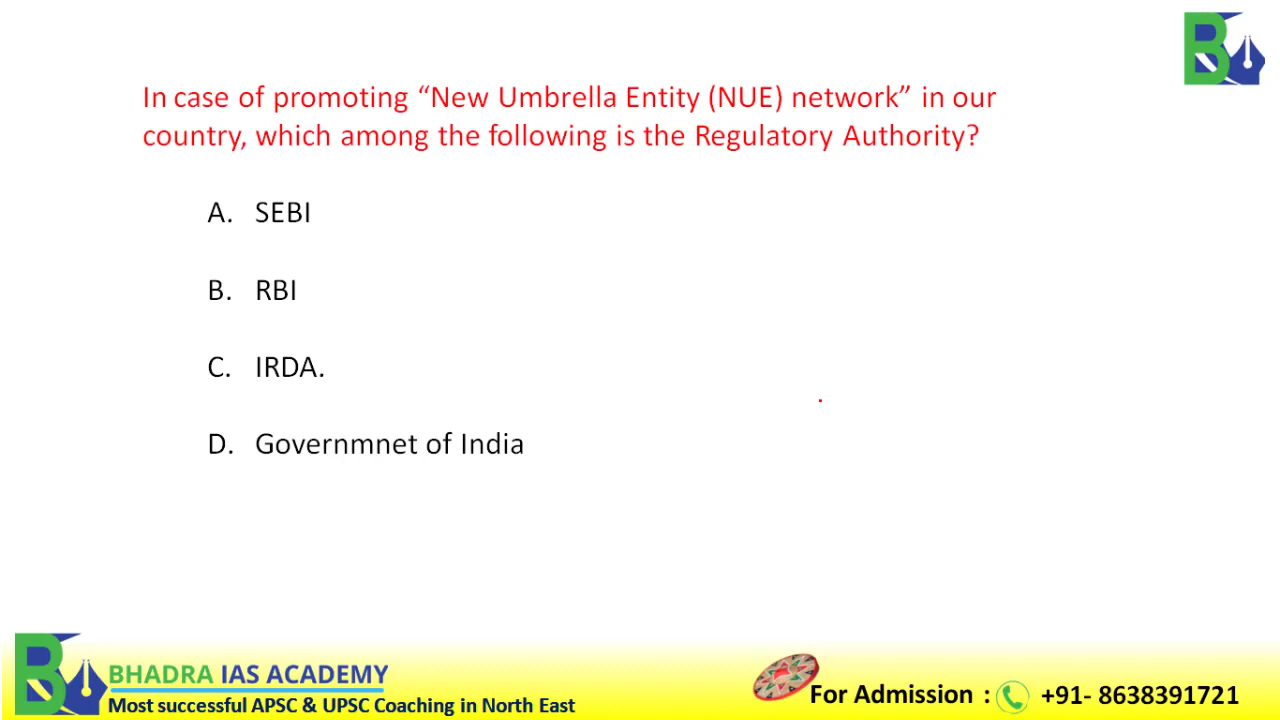 In case of promoting “New Umbrella Entity (NUE) network” in our
country, which among the following is the Regulatory Authority?
A. SEBI
B. RBI
C. IRDA.
D. Governmnet of India
BHADRA IAS ACADEMY
Most successful APSC & UPSC Coaching in North East
For Admission : +91- 8638391721